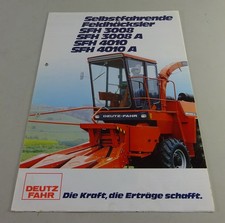 Selbstfahrende
Feldhäcksler
SFH 3008
SFH 3008 A
SFH 4010
SFH 4010 A
DEUTZ-FAHR
DEUTZ
FAHR
Die Kraft, die Erträge schafft.